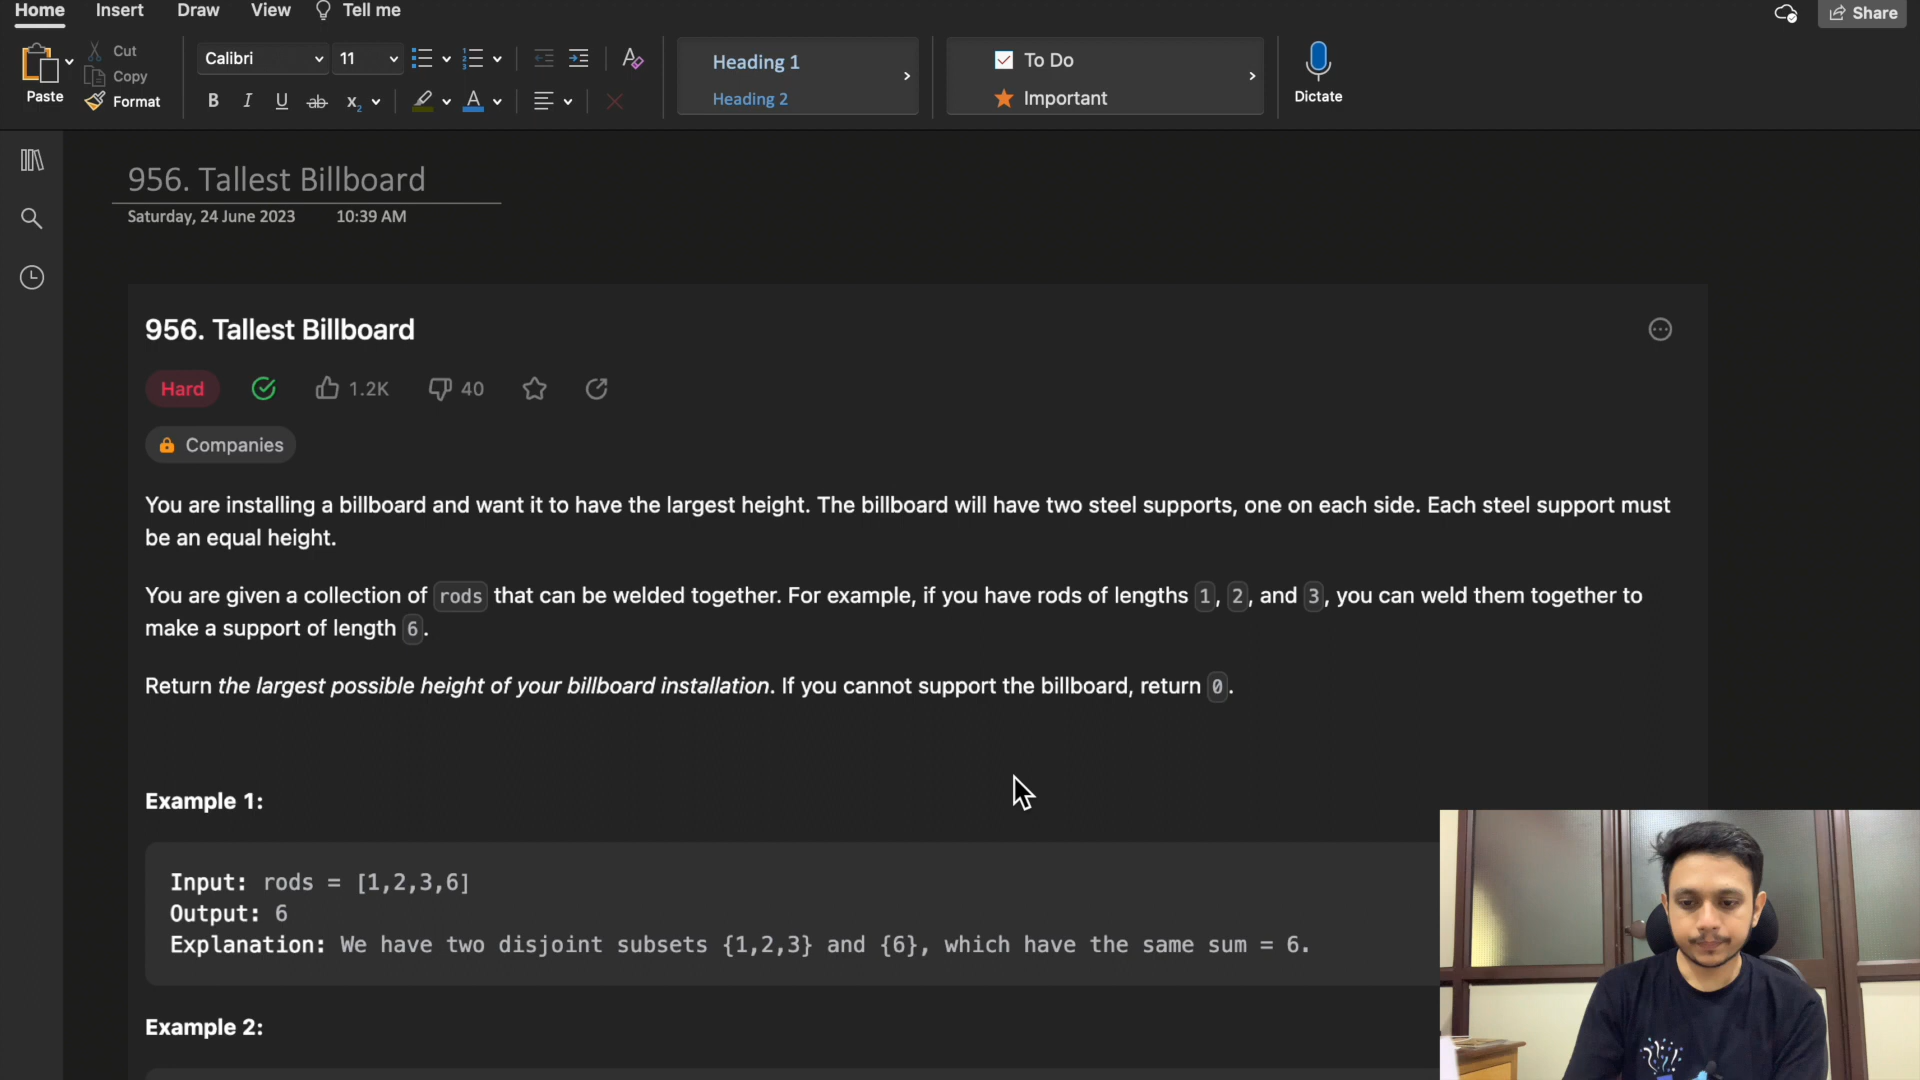 Home Insert Draw View Tell me Share
Cut
Copy
Paste Format
Calibri 11
B I U ab x₂ A
Heading 1
Heading 2
To Do
Important
Dictate
956. Tallest Billboard
Saturday, 24 June 2023 10:39 AM
956. Tallest Billboard
Hard 1.2K 40
Companies
You are installing a billboard and want it to have the largest height. The billboard will have two steel supports, one on each side. Each steel support must
be an equal height.
You are given a collection of rods that can be welded together. For example, if you have rods of lengths 1, 2, and 3, you can weld them together to
make a support of length 6.
Return the largest possible height of your billboard installation. If you cannot support the billboard, return 0.
Example 1:
Input: rods = [1,2,3,6]
Output: 6
Explanation: We have two disjoint subsets {1,2,3} and {6}, which have the same sum = 6.
Example 2: